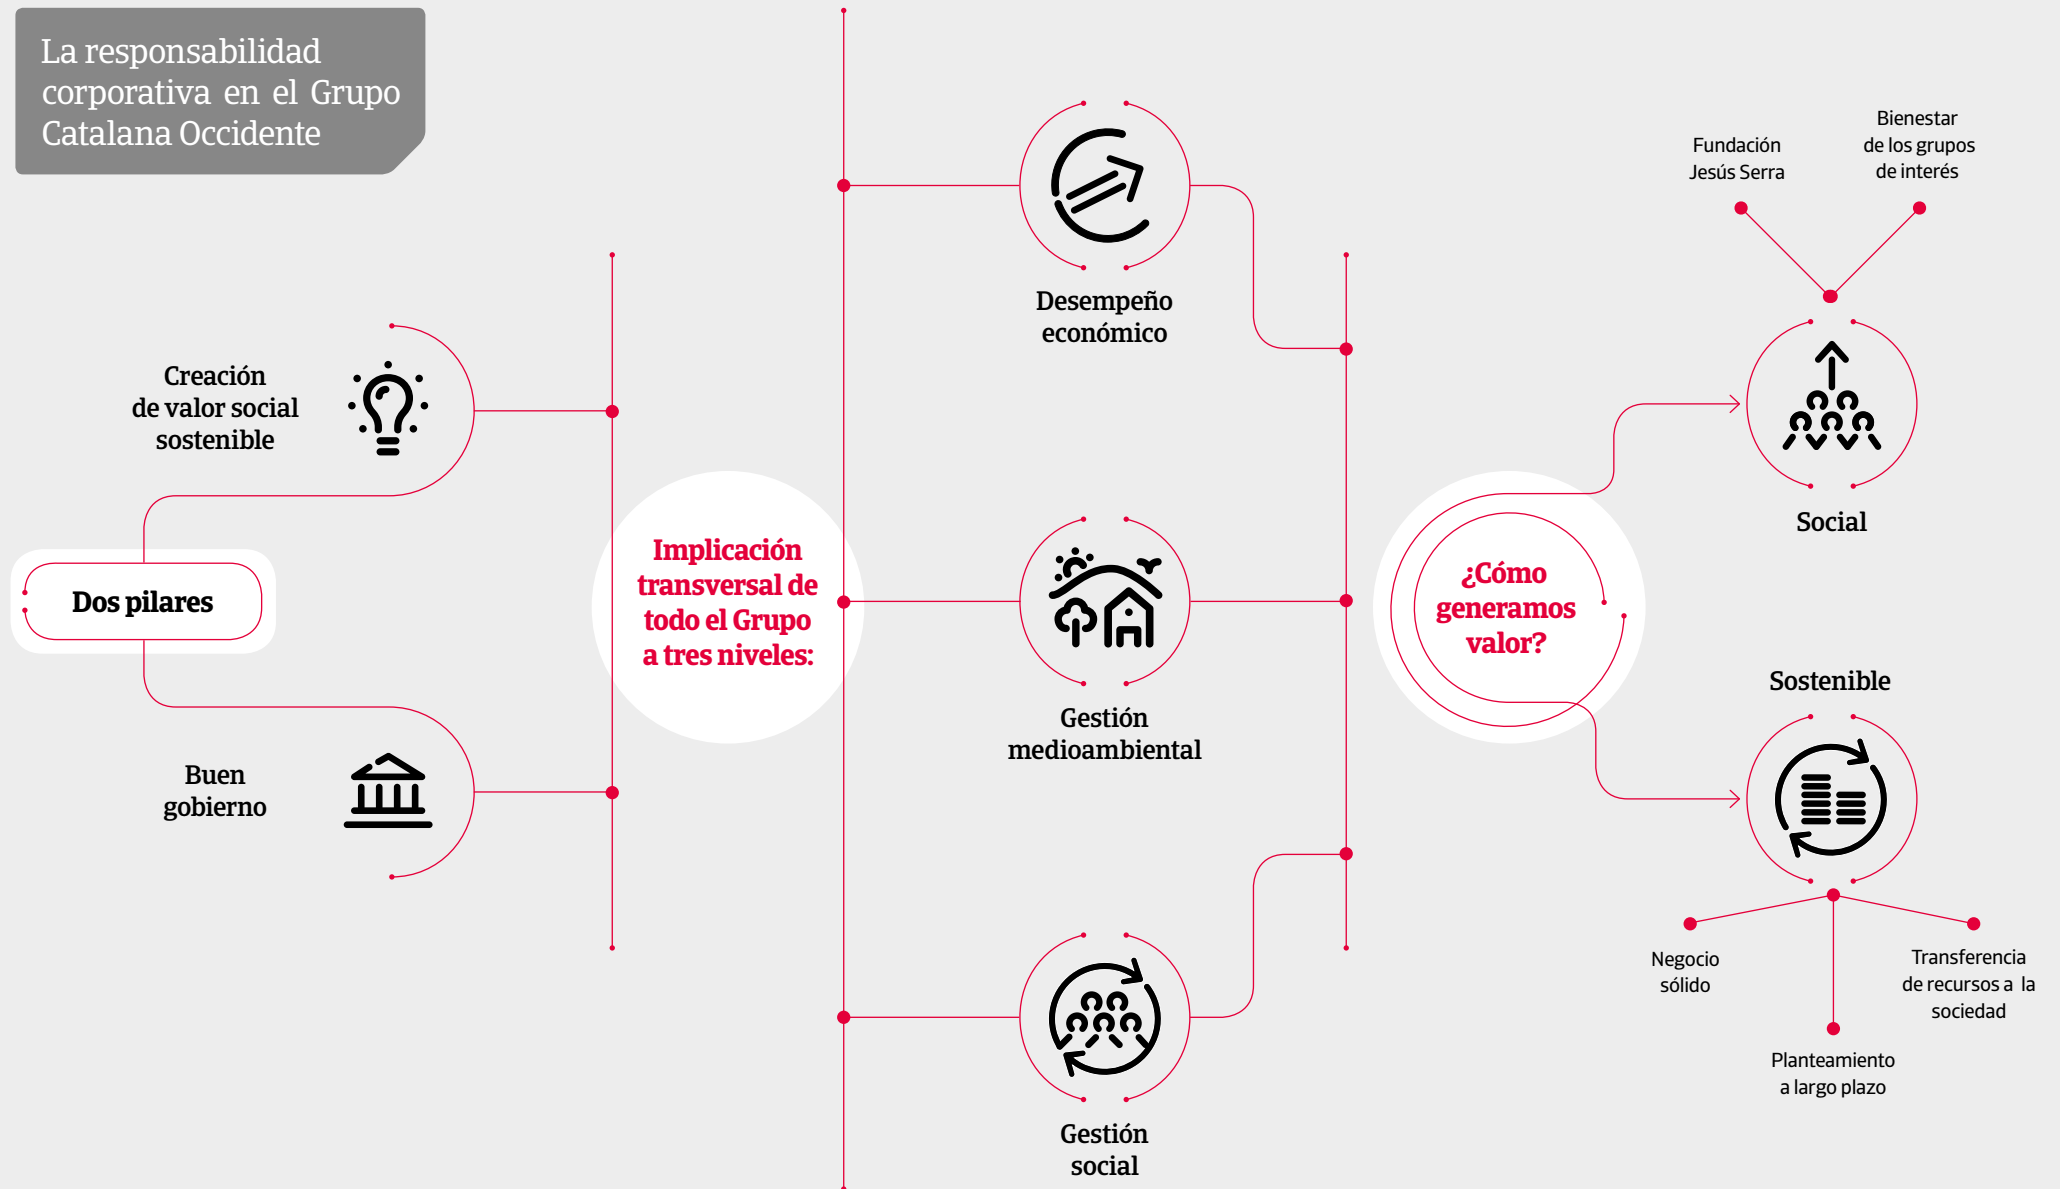 La responsabilidad
corporativa en el Grupo
Catalana Occidente
Creación
de valor social
sostenible
Dos pilares
Buen
gobierno
Implicación
transversal de
todo el Grupo
a tres niveles:
Desempeño
económico
Gestión
medioambiental
Gestión
social
¿Cómo
generamos
valor?
Fundación
Jesús Serra
Bienestar
de los grupos
de interés
Social
Sostenible
Negocio
sólido
Planteamiento
a largo plazo
Transferencia
de recursos a la
sociedad